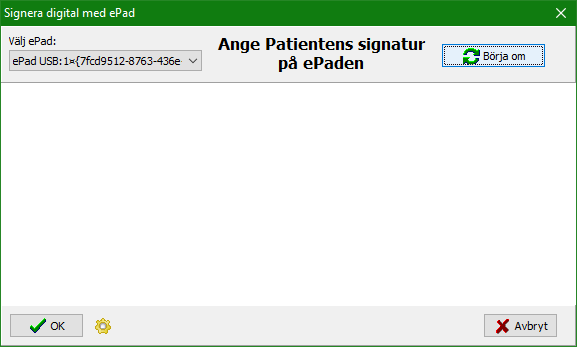 Signera digital med ePad
Välj ePad:
ePad USB:1¤{7fcd9512-8763-436e
Ange Patientens signatur
på ePaden
Börja om
OK
Avbryt